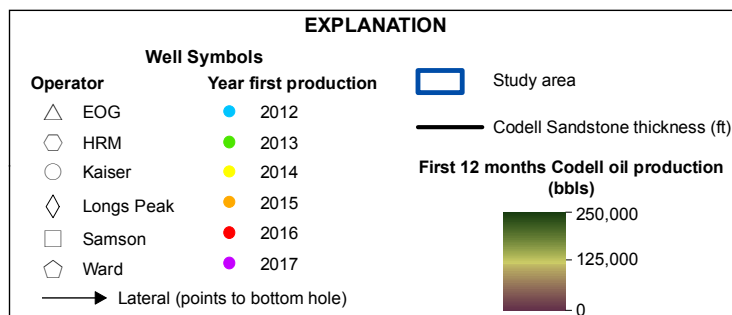 EXPLANATION
Well Symbols
Operator
Year first production
EOG
2012
HRM
2013
Kaiser
2014
Longs Peak
2015
Samson
2016
Ward
2017
Lateral (points to bottom hole)
Study area
Codell Sandstone thickness (ft)
First 12 months Codell oil production
(bbls)
250,000
125,000
0